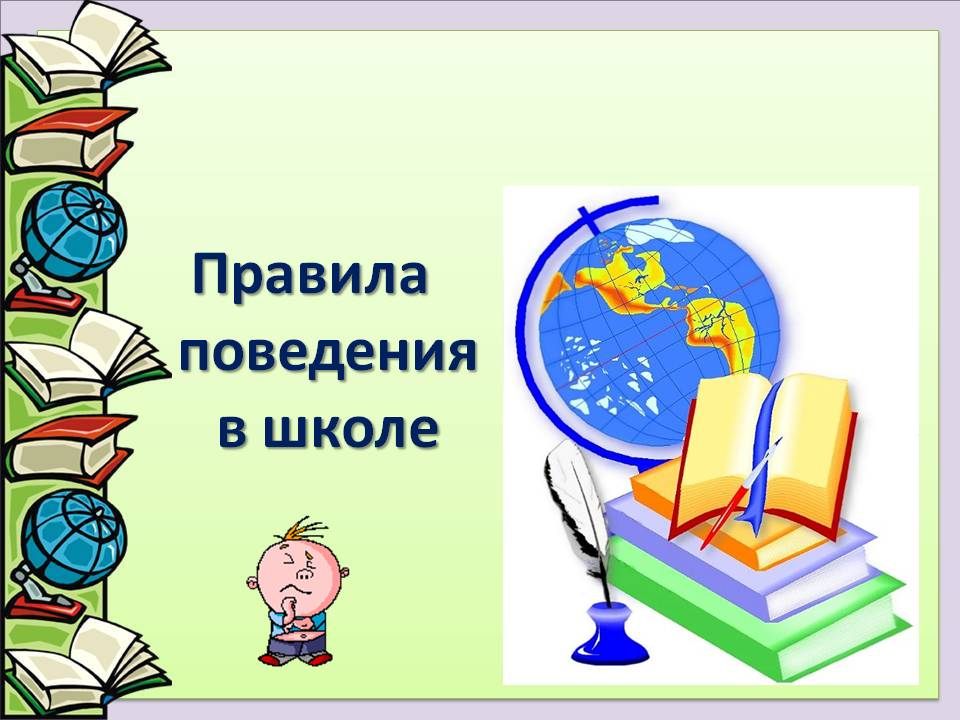 Правила
поведения
в школе